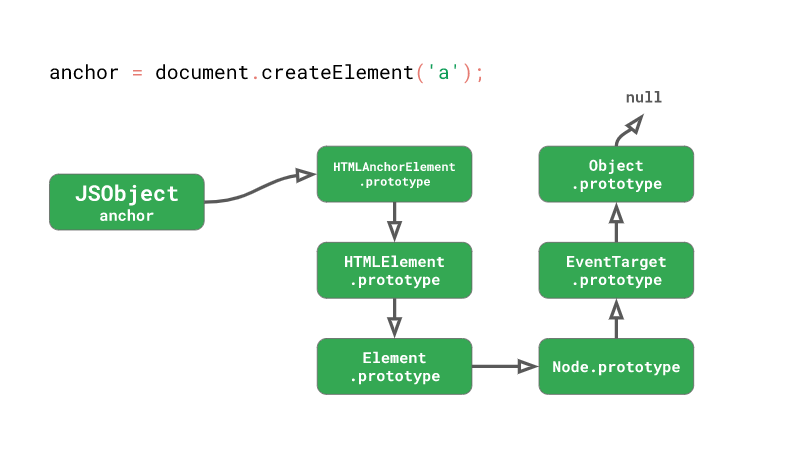 anchor = document.createElement('a');
null
JSObject
anchor
HTMLAnchorElement
.prototype
HTMLElement
.prototype
Element
.prototype
Node.prototype
EventTarget
.prototype
Object
.prototype